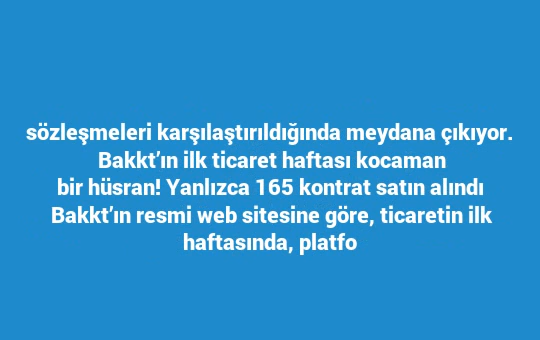 sözleşmeleri karşılaştırıldığında meydana çıkıyor.
Bakkt’ın ilk ticaret haftası kocaman
bir hüsran! Yanlızca 165 kontrat satın alındı
Bakkt’ın resmi web sitesine göre, ticaretin ilk
haftasında, platfo